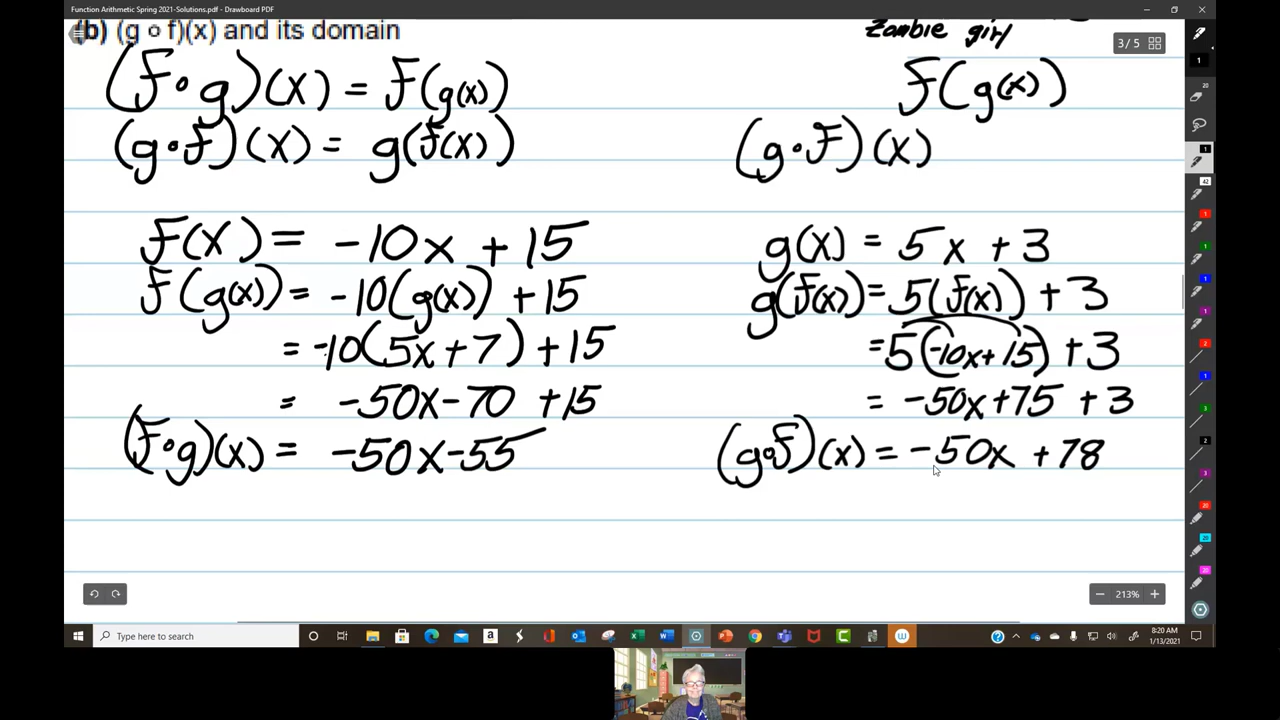 Function Arithmetic Spring 2021-Solutions.pdf - Drawboard PDF
(b) (g ∘ f)(x) and its domain
Zombie girl
3/5
(f∘g)(x) = f(g(x))
f(g(x))
(g∘f)(x) = g(f(x))
(g∘f)(x)
f(x) = -10x + 15
f(g(x)) = -10(g(x)) + 15
= -10(5x + 7) + 15
= -50x - 70 + 15
(f∘g)(x) = -50x - 55
g(x) = 5x + 3
g(f(x)) = 5(f(x)) + 3
= 5(-10x + 15) + 3
= -50x + 75 + 3
(g∘f)(x) = -50x + 78
213%
Type here to search
8:20 AM
1/13/2021